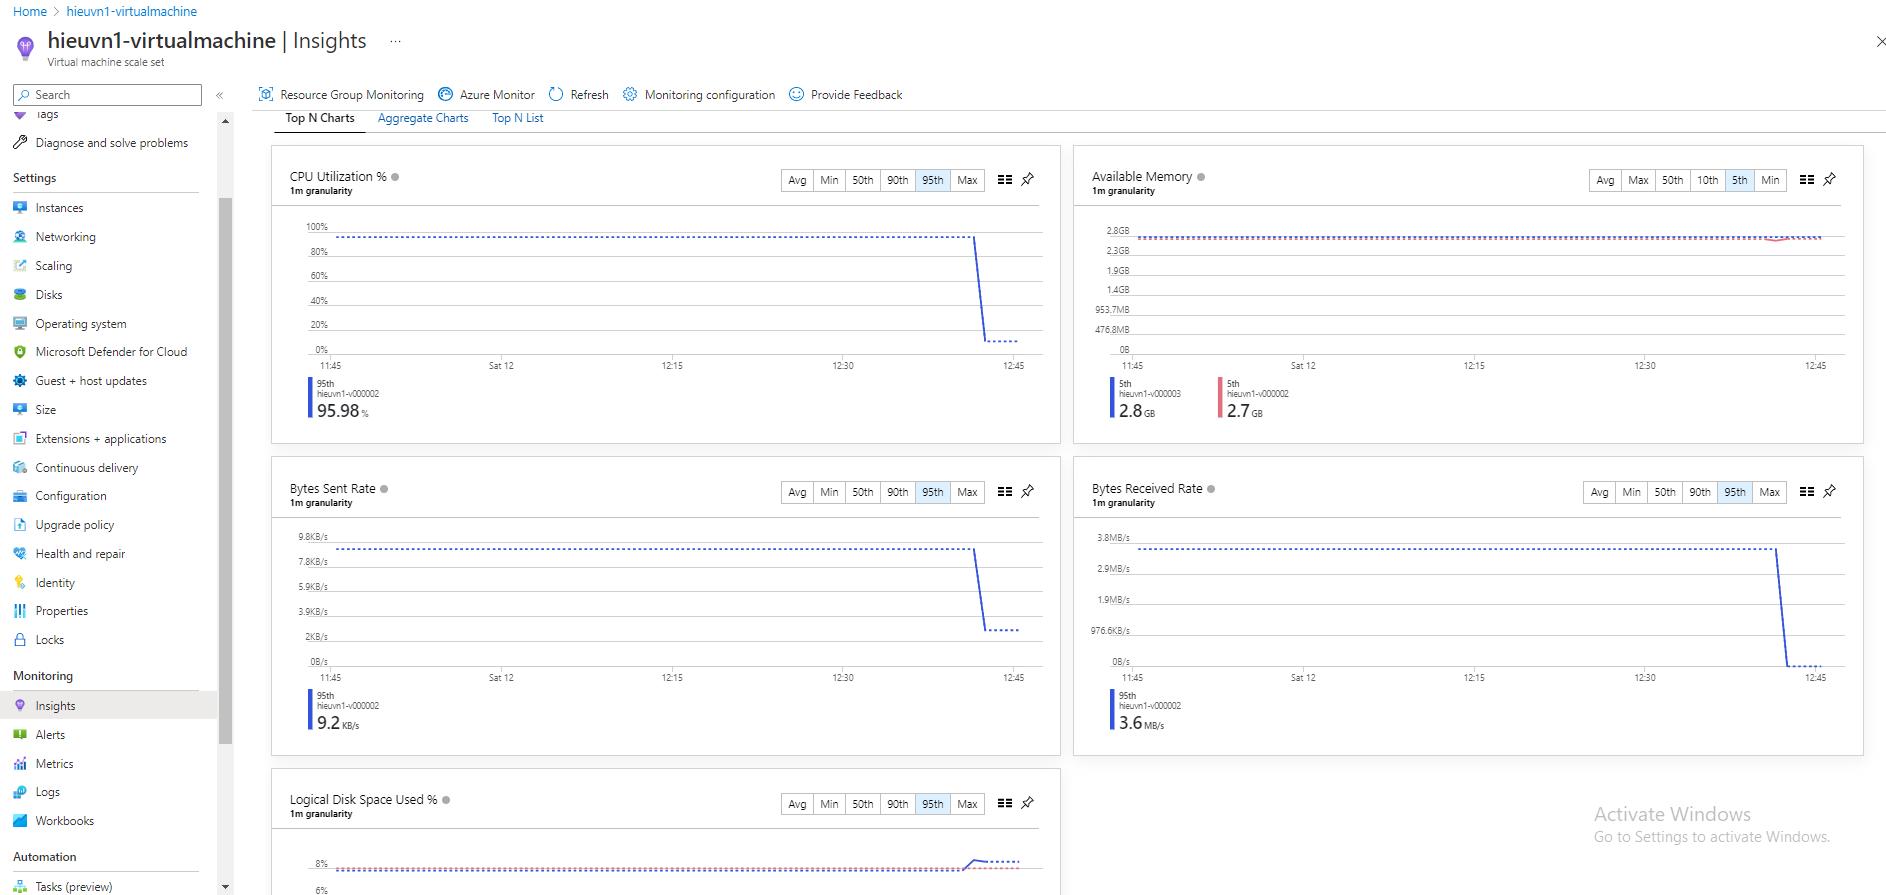 Home > hieuvn1-virtualmachine
hieuvn1-virtualmachine | Insights ...
Virtual machine scale set
Search
«
Resource Group Monitoring
Azure Monitor
Refresh
Monitoring configuration
Provide Feedback
Tags
Diagnose and solve problems
Settings
Instances
Networking
Scaling
Disks
Operating system
Microsoft Defender for Cloud
Guest + host updates
Size
Extensions + applications
Continuous delivery
Configuration
Upgrade policy
Health and repair
Identity
Properties
Locks
Monitoring
Insights
Alerts
Metrics
Logs
Workbooks
Automation
Tasks (preview)
Top N Charts
Aggregate Charts
Top N List
CPU Utilization %
1m granularity
Avg Min 50th 90th 95th Max
100%
80%
60%
40%
20%
0%
11:45 Sat 12 12:15 12:30 12:45
95th
hieuvn1-v000002
95.98 %
Available Memory
1m granularity
Avg Max 50th 10th 5th Min
2.8GB
2.3GB
1.9GB
1.4GB
953.7MB
476.8MB
0B
11:45 Sat 12 12:15 12:30 12:45
5th
hieuvn1-v000003
2.8 GB
5th
hieuvn1-v000002
2.7 GB
Bytes Sent Rate
1m granularity
Avg Min 50th 90th 95th Max
9.8KB/s
7.8KB/s
5.9KB/s
3.9KB/s
2KB/s
0B/s
11:45 Sat 12 12:15 12:30 12:45
95th
hieuvn1-v000002
9.2 KB/s
Bytes Received Rate
1m granularity
Avg Min 50th 90th 95th Max
3.8MB/s
2.9MB/s
1.9MB/s
976.6KB/s
0B/s
11:45 Sat 12 12:15 12:30 12:45
95th
hieuvn1-v000002
3.6 MB/s
Logical Disk Space Used %
1m granularity
Avg Min 50th 90th 95th Max
8%
6%
Activate Windows
Go to Settings to activate Windows.